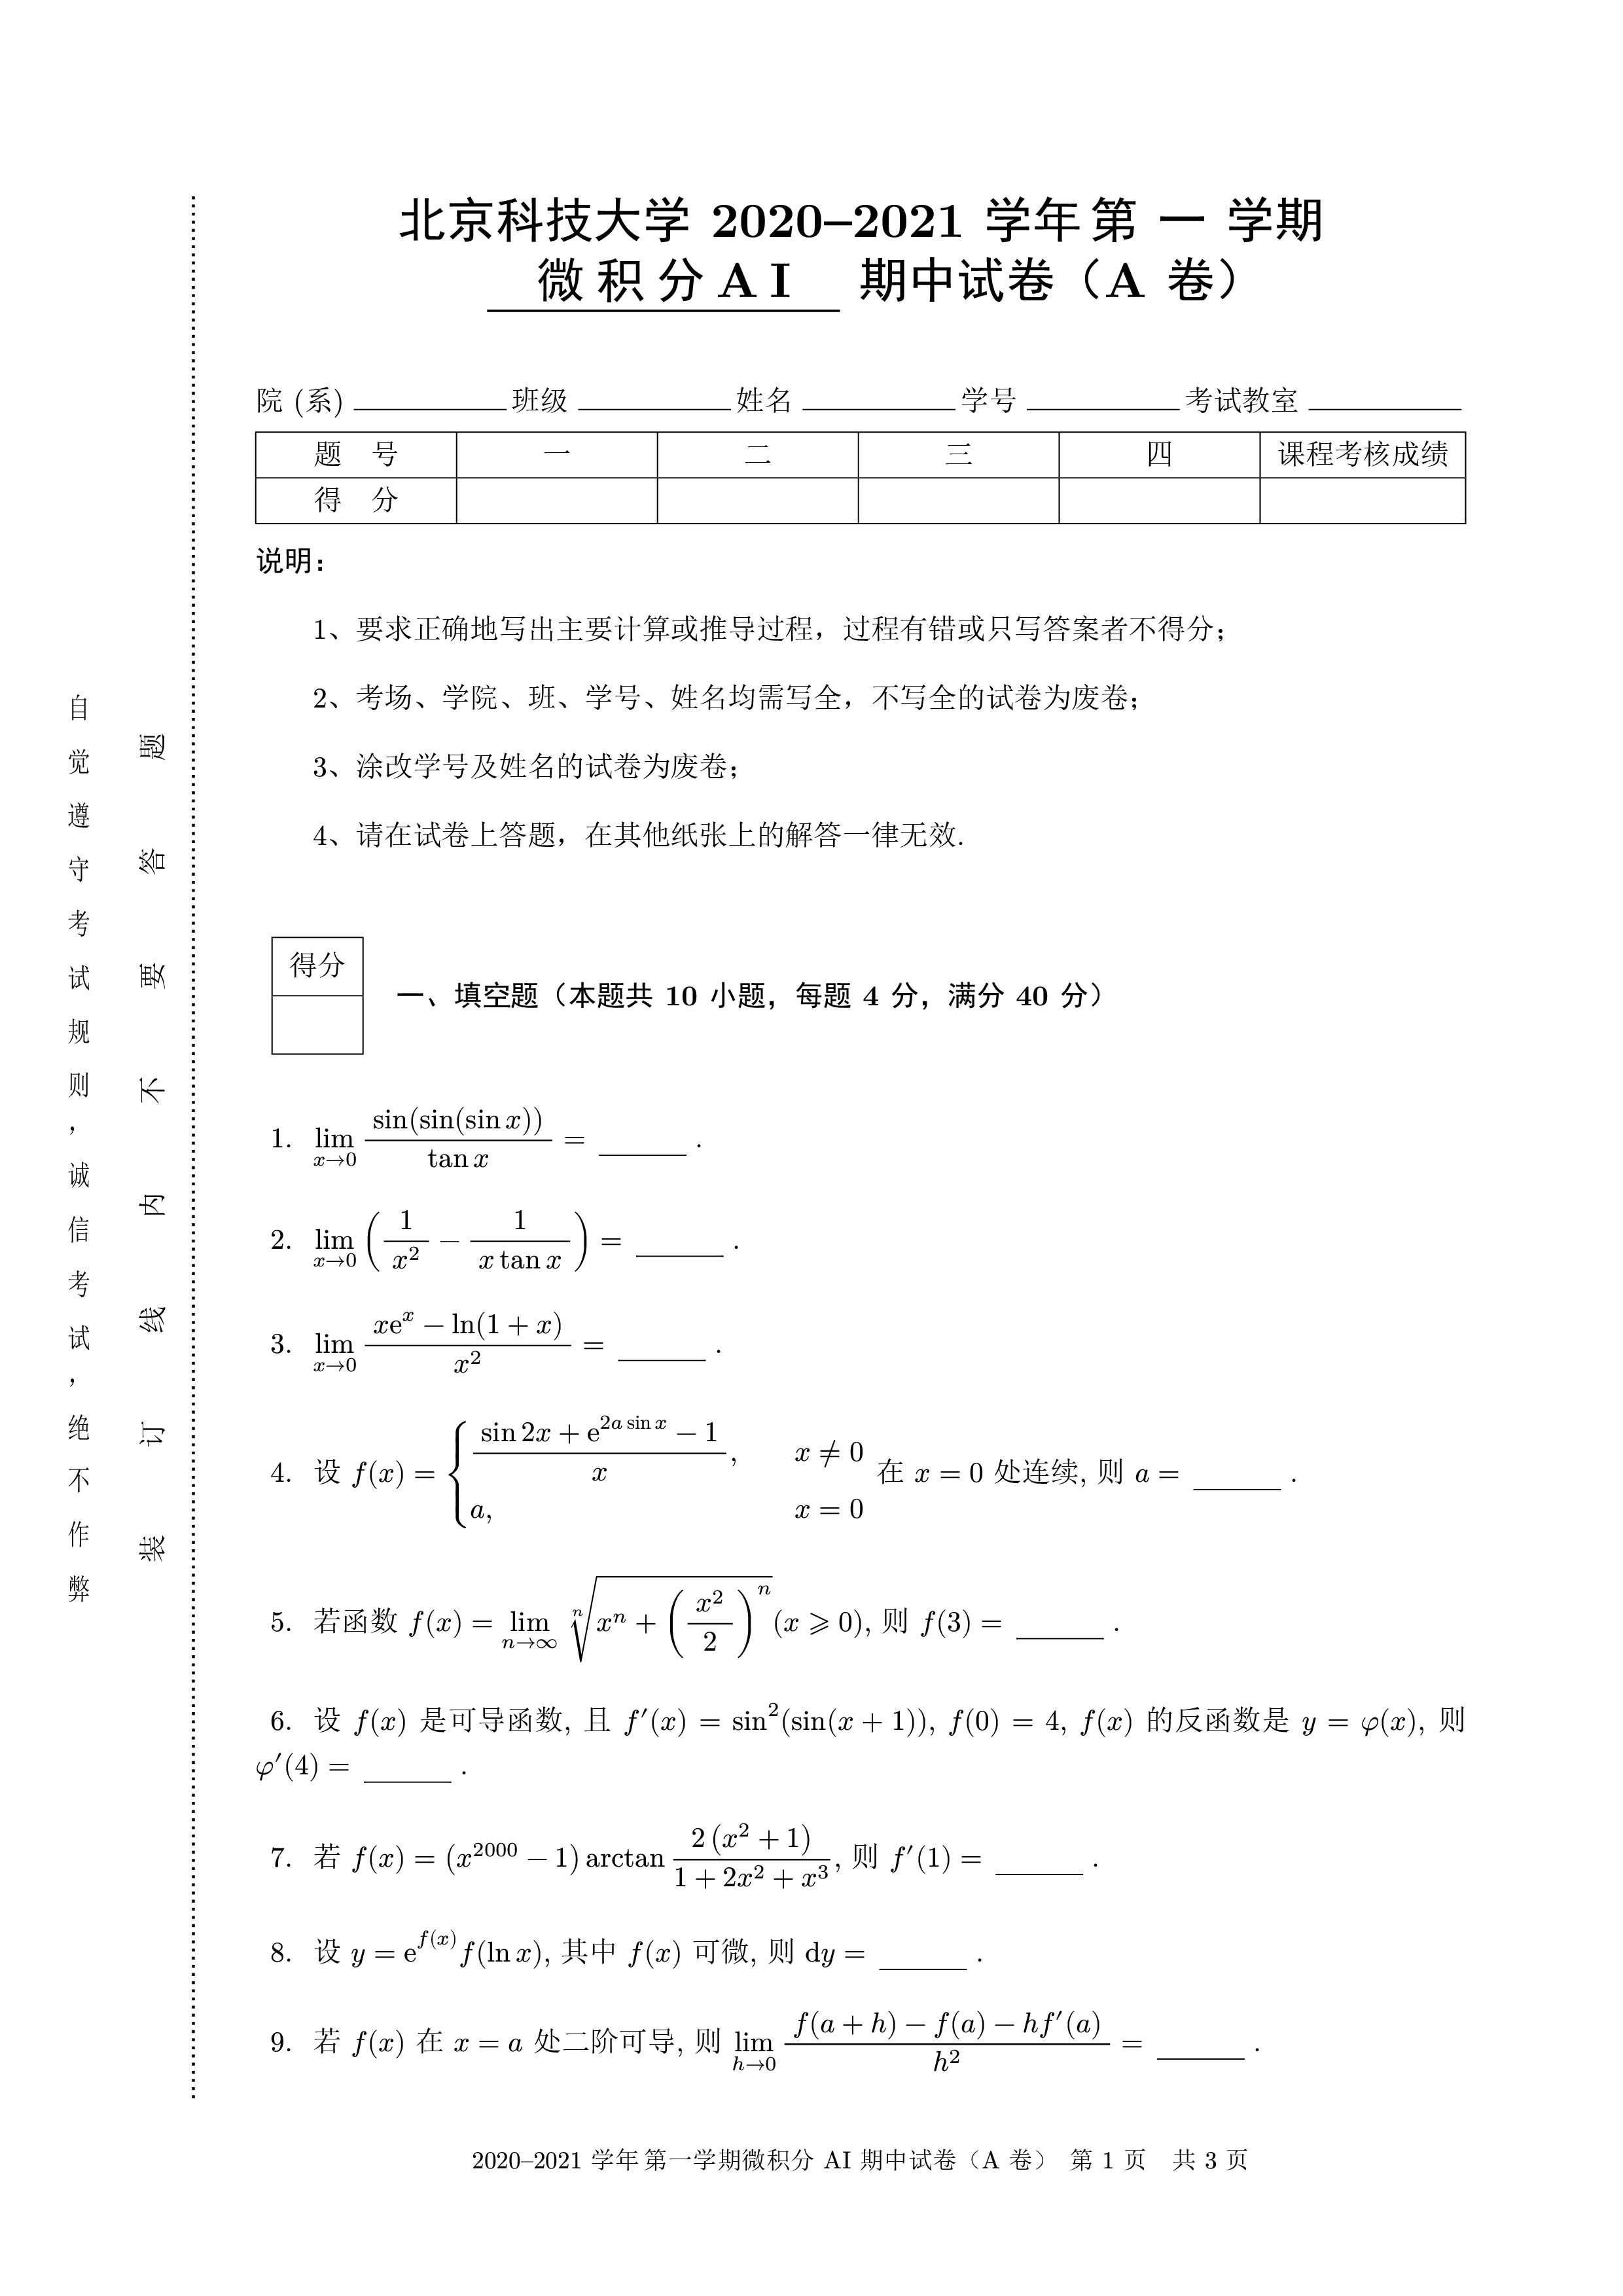 北京科技大学 2020–2021 学年 第 一 学期
微 积 分 A I 期中试卷（A 卷）
院 (系) 班级 姓名 学号 考试教室
题 号 一 二 三 四 课程考核成绩
得 分
说明：
1、要求正确地写出主要计算或推导过程，过程有错或只写答案者不得分；
2、考场、学院、班、学号、姓名均需写全，不写全的试卷为废卷；
3、涂改学号及姓名的试卷为废卷；
4、请在试卷上答题，在其他纸张上的解答一律无效.
自觉遵守考试规则，诚信考试，绝不作弊
装 订 线 内 不 要 答 题
得分
一、填空题（本题共 10 小题，每题 4 分，满分 40 分）
1. $\lim_{x\to 0} \frac{\sin(\sin(\sin x))}{\tan x} =$ ______ .
2. $\lim_{x\to 0} \left(\frac{1}{x^2} - \frac{1}{x\tan x}\right) =$ ______ .
3. $\lim_{x\to 0} \frac{x\mathrm{e}^x - \ln(1+x)}{x^2} =$ ______ .
4. 设 $f(x) = \begin{cases} \frac{\sin 2x + \mathrm{e}^{2a\sin x} - 1}{x}, & x \neq 0 \\ a, & x = 0 \end{cases}$ 在 $x = 0$ 处连续, 则 $a =$ ______ .
5. 若函数 $f(x) = \lim_{n\to\infty} \sqrt[n]{x^n + \left(\frac{x^2}{2}\right)^n} (x \geqslant 0)$, 则 $f(3) =$ ______ .
6. 设 $f(x)$ 是可导函数, 且 $f'(x) = \sin^2(\sin(x+1))$, $f(0) = 4$, $f(x)$ 的反函数是 $y = \varphi(x)$, 则
$\varphi'(4) =$ ______ .
7. 若 $f(x) = \left(x^{2000} - 1\right) \arctan \frac{2(x^2+1)}{1+2x^2+x^3}$, 则 $f'(1) =$ ______ .
8. 设 $y = \mathrm{e}^{f(x)} f(\ln x)$, 其中 $f(x)$ 可微, 则 $\mathrm{d}y =$ ______ .
9. 若 $f(x)$ 在 $x = a$ 处二阶可导, 则 $\lim_{h\to 0} \frac{f(a+h) - f(a) - hf'(a)}{h^2} =$ ______ .
2020–2021 学年 第一学期微积分 AI 期中试卷（A 卷） 第 1 页 共 3 页